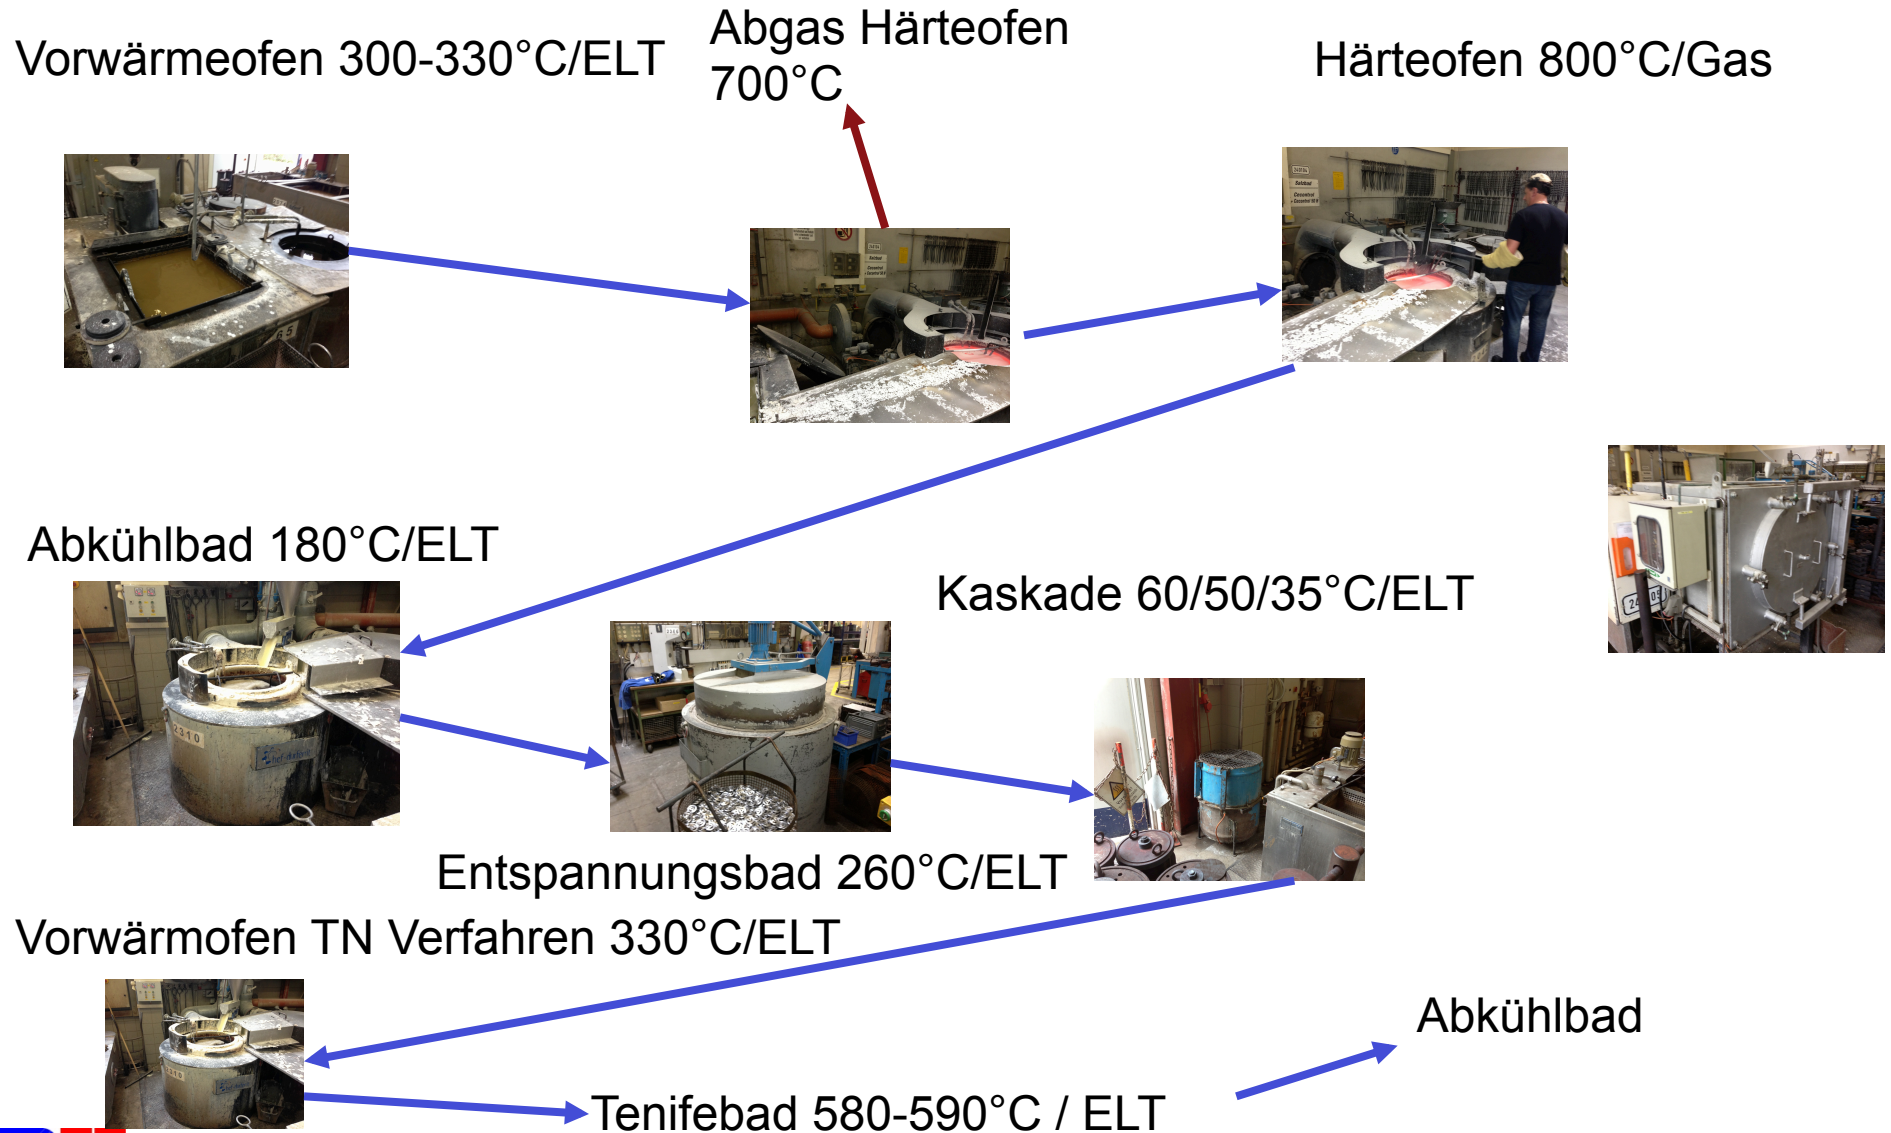 Vorwärmeofen 300-330°C/ELT
Abgas Härteofen
700°C
Härteofen 800°C/Gas
Abkühlbad 180°C/ELT
Kaskade 60/50/35°C/ELT
2310
Entspannungsbad 260°C/ELT
Vorwärmofen TN Verfahren 330°C/ELT
Abkühlbad
Tenifebad 580-590°C / ELT